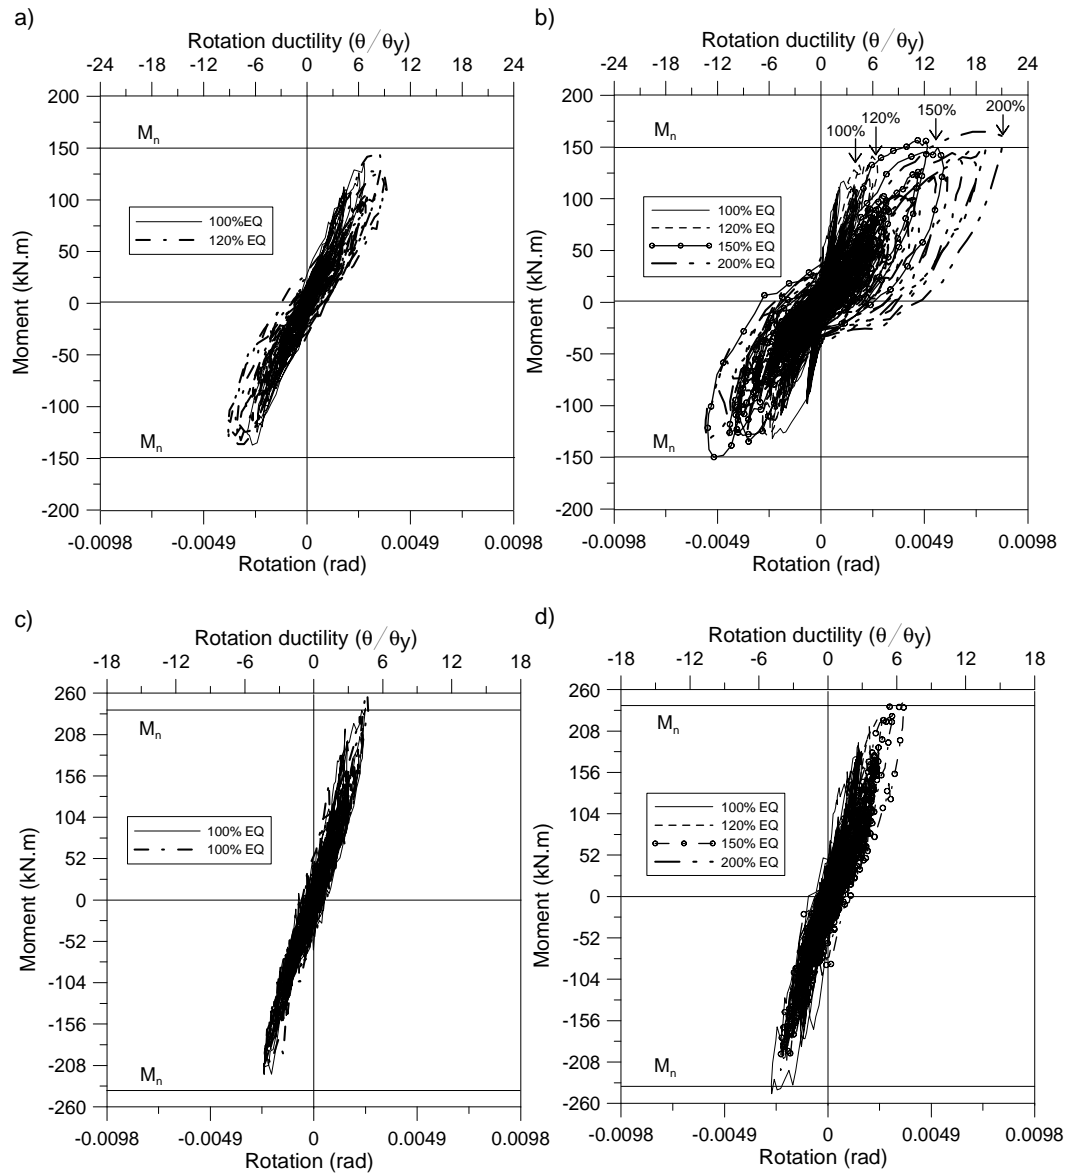 a)
Rotation ductility (θ/θy)
-24 -18 -12 -6 0 6 12 18 24
200
150
100
50
0
-50
-100
-150
-200
Moment (kN.m)
Mn
100%EQ
120% EQ
Mn
-0.0098 -0.0049 0 0.0049 0.0098
Rotation (rad)
b)
Rotation ductility (θ/θy)
-24 -18 -12 -6 0 6 12 18 24
200
150
100
50
0
-50
-100
-150
-200
Moment (kN.m)
Mn
100% 120% 150% 200%
100% EQ
120% EQ
150% EQ
200% EQ
Mn
-0.0098 -0.0049 0 0.0049 0.0098
Rotation (rad)
c)
Rotation ductility (θ/θy)
-18 -12 -6 0 6 12 18
260
208
156
104
52
0
-52
-104
-156
-208
-260
Moment (kN.m)
Mn
100% EQ
100% EQ
Mn
-0.0098 -0.0049 0 0.0049 0.0098
Rotation (rad)
d)
Rotation ductility (θ/θy)
-18 -12 -6 0 6 12 18
260
208
156
104
52
0
-52
-104
-156
-208
-260
Moment (kN.m)
Mn
100% EQ
120% EQ
150% EQ
200% EQ
Mn
-0.0098 -0.0049 0 0.0049 0.0098
Rotation (rad)